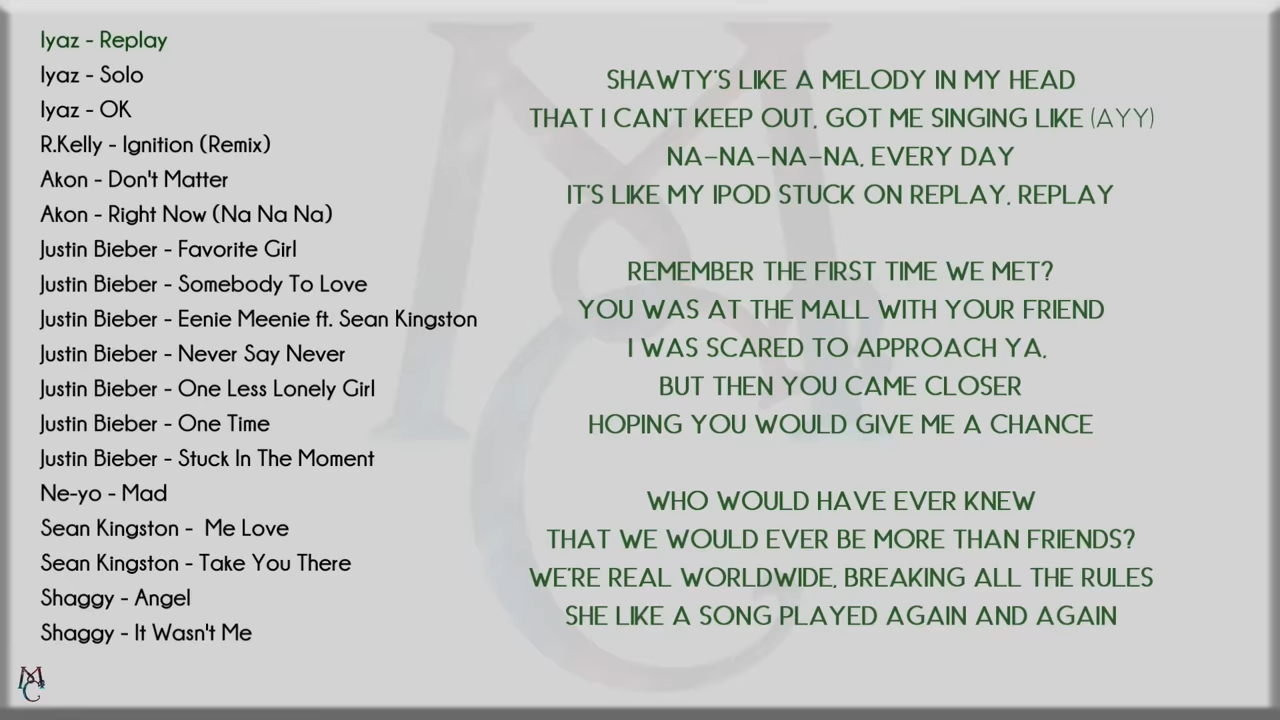 Iyaz - Replay
Iyaz - Solo
Iyaz - OK
R.Kelly - Ignition (Remix)
Akon - Don't Matter
Akon - Right Now (Na Na Na)
Justin Bieber - Favorite Girl
Justin Bieber - Somebody To Love
Justin Bieber - Eenie Meenie ft. Sean Kingston
Justin Bieber - Never Say Never
Justin Bieber - One Less Lonely Girl
Justin Bieber - One Time
Justin Bieber - Stuck In The Moment
Ne-yo - Mad
Sean Kingston -  Me Love
Sean Kingston - Take You There
Shaggy - Angel
Shaggy - It Wasn't Me
MC
SHAWTY'S LIKE A MELODY IN MY HEAD
THAT I CAN'T KEEP OUT, GOT ME SINGING LIKE (AYY)
NA-NA-NA-NA, EVERY DAY
IT'S LIKE MY IPOD STUCK ON REPLAY, REPLAY
REMEMBER THE FIRST TIME WE MET?
YOU WAS AT THE MALL WITH YOUR FRIEND
I WAS SCARED TO APPROACH YA,
BUT THEN YOU CAME CLOSER
HOPING YOU WOULD GIVE ME A CHANCE
WHO WOULD HAVE EVER KNEW
THAT WE WOULD EVER BE MORE THAN FRIENDS?
WE'RE REAL WORLDWIDE, BREAKING ALL THE RULES
SHE LIKE A SONG PLAYED AGAIN AND AGAIN